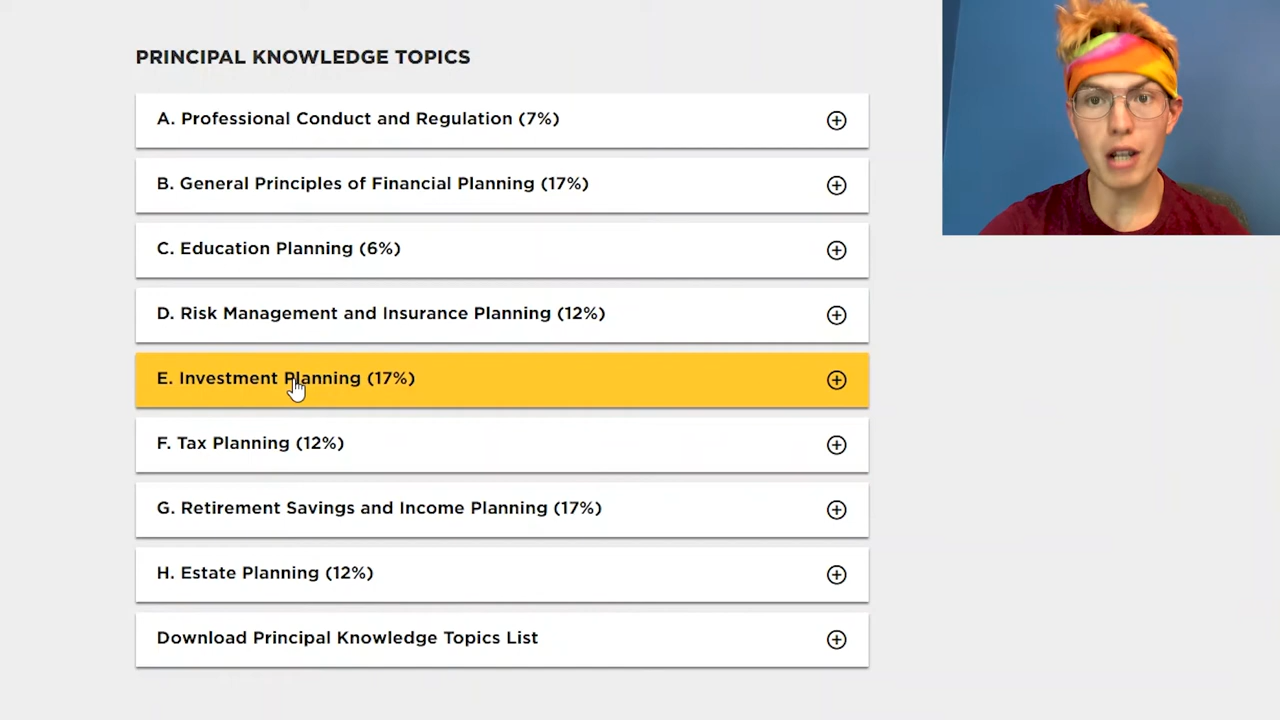 PRINCIPAL KNOWLEDGE TOPICS
A. Professional Conduct and Regulation (7%)
B. General Principles of Financial Planning (17%)
C. Education Planning (6%)
D. Risk Management and Insurance Planning (12%)
E. Investment Planning (17%)
F. Tax Planning (12%)
G. Retirement Savings and Income Planning (17%)
H. Estate Planning (12%)
Download Principal Knowledge Topics List